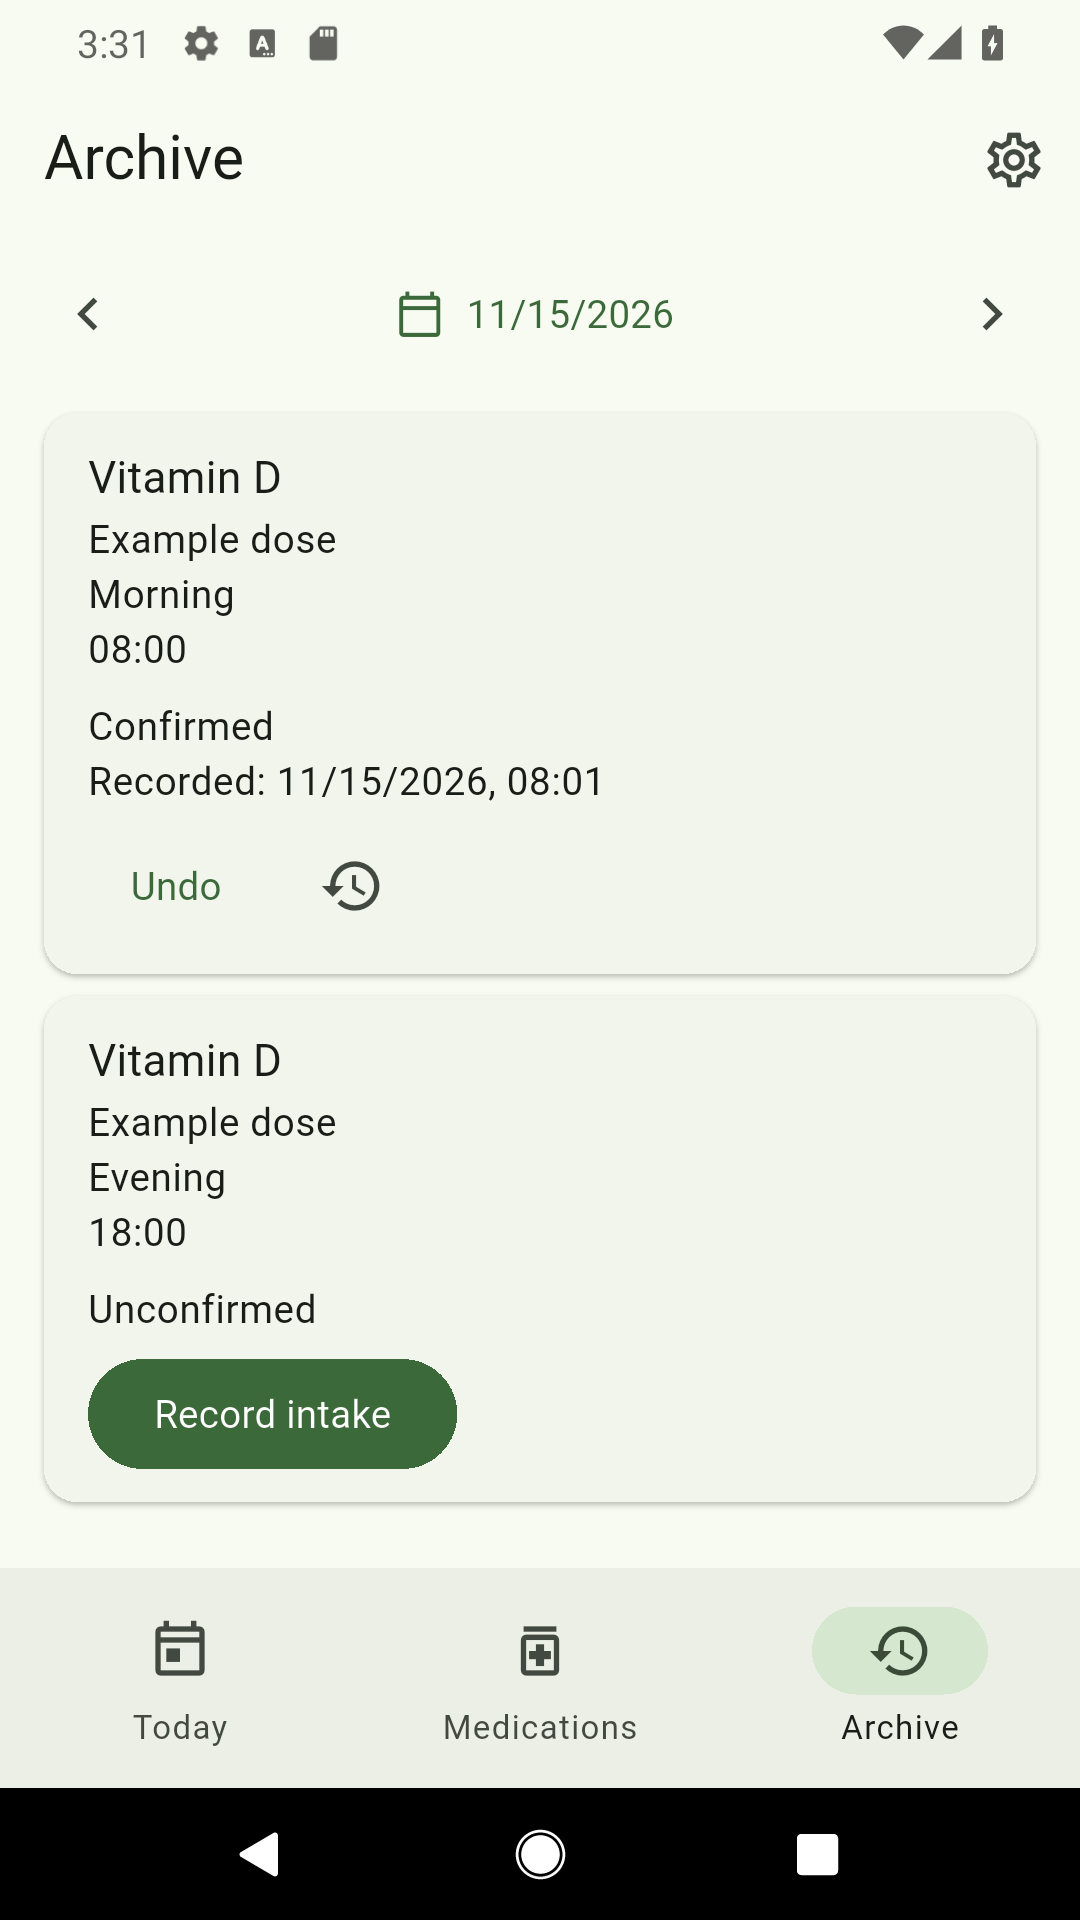 3:31
Archive
11/15/2026
Vitamin D
Example dose
Morning
08:00
Confirmed
Recorded: 11/15/2026, 08:01
Undo
Vitamin D
Example dose
Evening
18:00
Unconfirmed
Record intake
Today
Medications
Archive